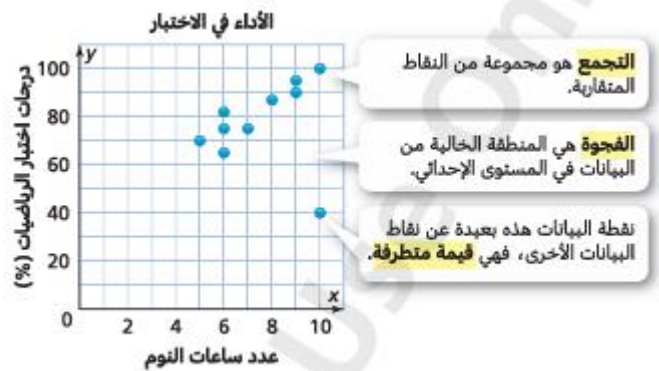 الأداء في الاختبار
درجات اختبار الرياضيات (%)
y
100
80
60
40
20
0
2 4 6 8 10
x
عدد ساعات النوم
التجمع هو مجموعة من النقاط
المتقاربة.
الفجوة هي المنطقة الخالية من
البيانات في المستوى الإحداثي.
نقطة البيانات هذه بعيدة عن نقاط
البيانات الأخرى، فهي قيمة متطرفة.